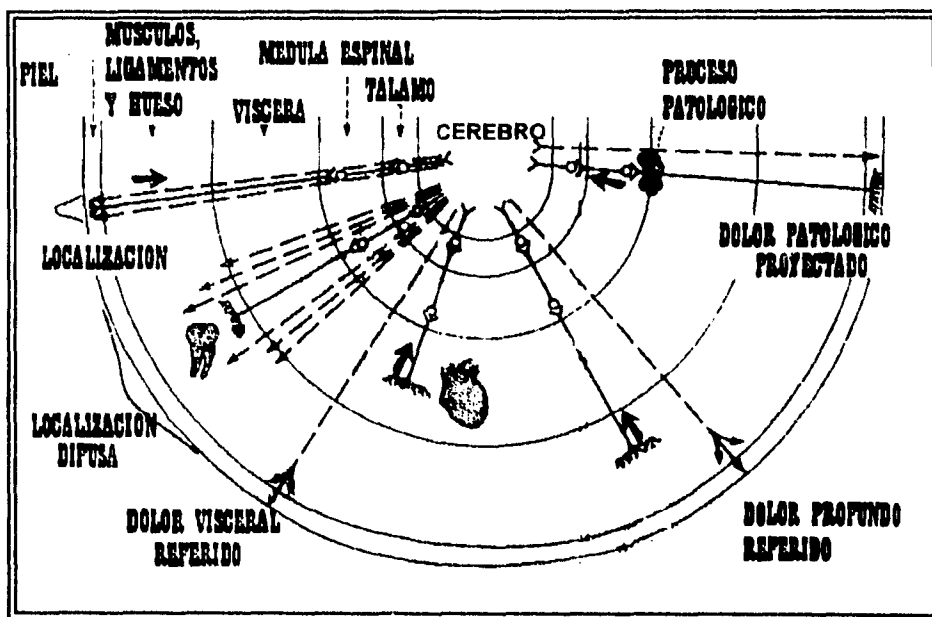 PIEL
MUSCULOS,
LIGAMENTOS
Y HUESO
VISCERA
MEDULA ESPINAL
TALAMO
CEREBRO
PROCESO
PATOLOGICO
LOCALIZACION
DOLOR PATOLOGICO
PROYECTADO
LOCALIZACION
DIFUSA
DOLOR VISCERAL
REFERIDO
DOLOR PROFUNDO
REFERIDO